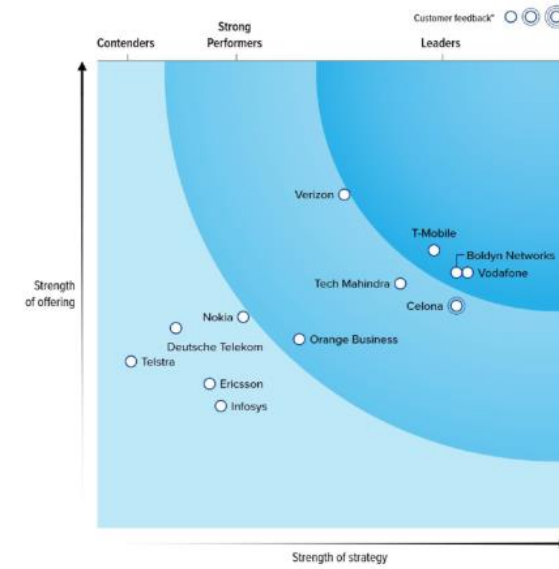 Customer feedback*
Contenders
Strong
Performers
Leaders
Verizon
T-Mobile
Boldyn Networks
Vodafone
Tech Mahindra
Celona
Strength
of offering
Nokia
Orange Business
Deutsche Telekom
Telstra
Ericsson
Infosys
Strength of strategy